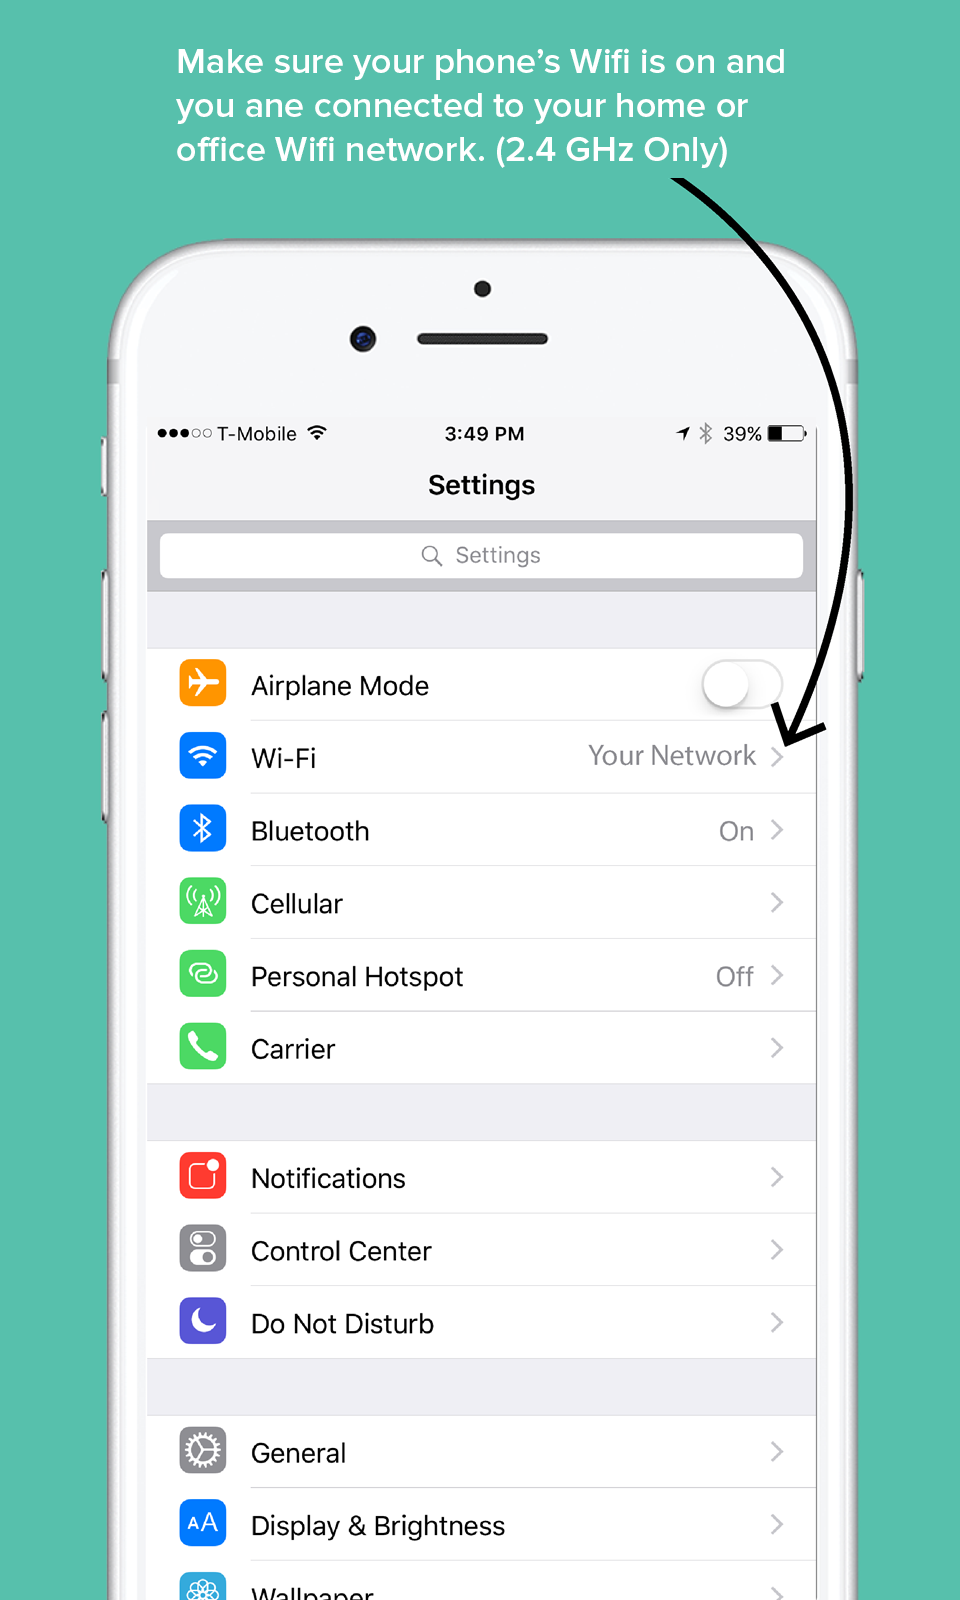 Make sure your phone’s Wifi is on and
you ane connected to your home or
office Wifi network. (2.4 GHz Only)
T-Mobile 3:49 PM 39%
Settings
Settings
Airplane Mode
Wi-Fi Your Network
Bluetooth On
Cellular
Personal Hotspot Off
Carrier
Notifications
Control Center
Do Not Disturb
General
AA Display & Brightness
Wallpaper